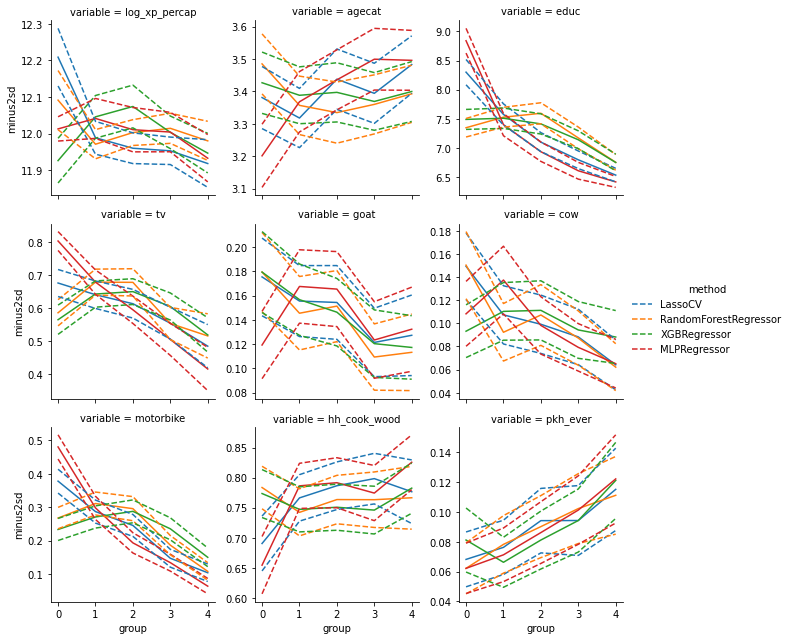 variable = log_xp_percap
variable = agecat
variable = educ
minus2sd
12.3
12.2
12.1
12.0
11.9
3.6
3.5
3.4
3.3
3.2
3.1
9.0
8.5
8.0
7.5
7.0
6.5
variable = tv
variable = goat
variable = cow
minus2sd
0.8
0.7
0.6
0.5
0.4
0.20
0.18
0.16
0.14
0.12
0.10
0.08
0.18
0.16
0.14
0.12
0.10
0.08
0.06
0.04
method
LassoCV
RandomForestRegressor
XGBRegressor
MLPRegressor
variable = motorbike
variable = hh_cook_wood
variable = pkh_ever
minus2sd
0.5
0.4
0.3
0.2
0.1
0.85
0.80
0.75
0.70
0.65
0.60
0.14
0.12
0.10
0.08
0.06
0.04
0 1 2 3 4
0 1 2 3 4
0 1 2 3 4
group
group
group